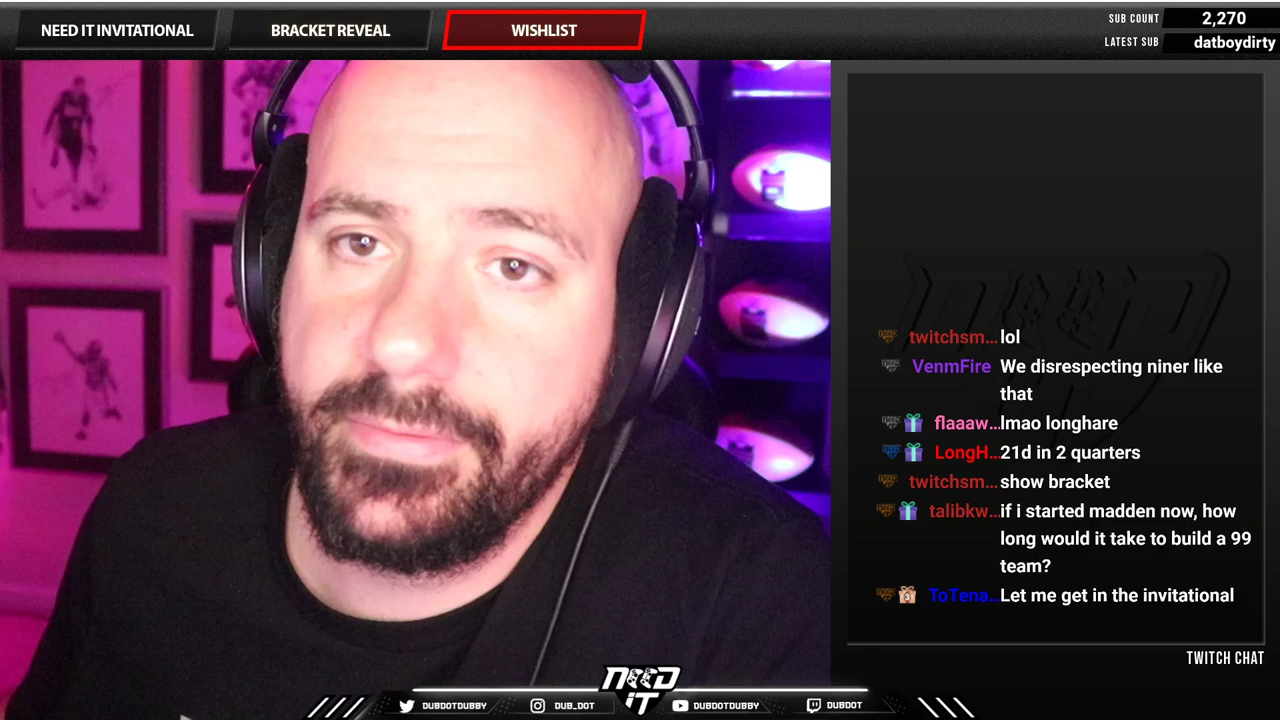 NEED IT INVITATIONAL
BRACKET REVEAL
WISHLIST
SUB COUNT 2,270
LATEST SUB datboydirty
twitchsm... lol
VenmFire We disrespecting niner like
that
flaaaw... lmao longhare
LongH... 21d in 2 quarters
twitchsm... show bracket
talibkw... if i started madden now, how
long would it take to build a 99
team?
ToTena... Let me get in the invitational
TWITCH CHAT
NEED
IT
DUBDOTDUBBY
DUB_DOT
DUBDOTDUBBY
DUBDOT